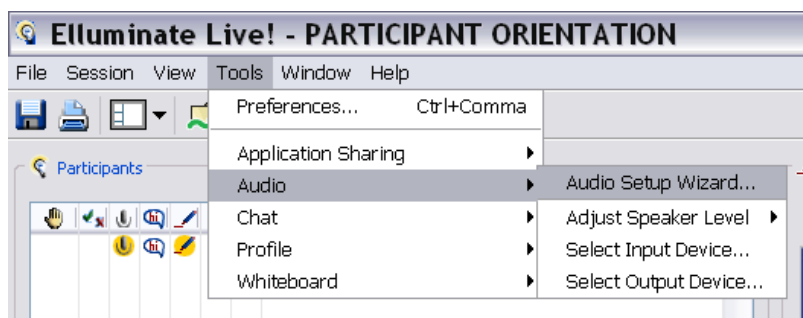 Elluminate Live! - PARTICIPANT ORIENTATION
File Session View Tools Window Help
Preferences... Ctrl+Comma
Application Sharing
Participants
Audio
Audio Setup Wizard...
Chat
Adjust Speaker Level
Profile
Select Input Device...
Whiteboard
Select Output Device...